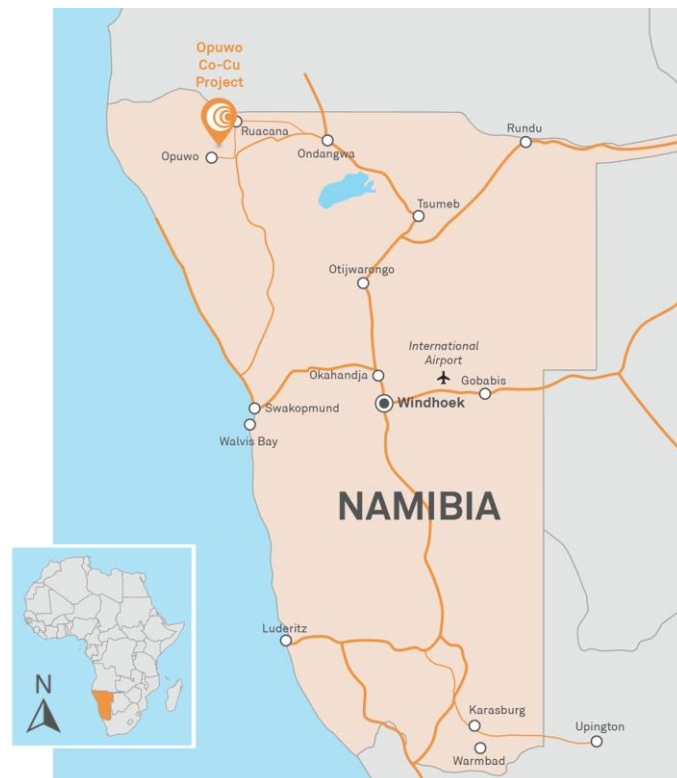 Opuwo
Co-Cu
Project
Ruacana
Rundu
Opuwo
Ondangwa
Tsumeb
Otijwarongo
International
Airport
Okahandja
Gobabis
Windhoek
Swakopmund
Walvis Bay
NAMIBIA
Luderitz
N
Karasburg
Upington
Warmbad